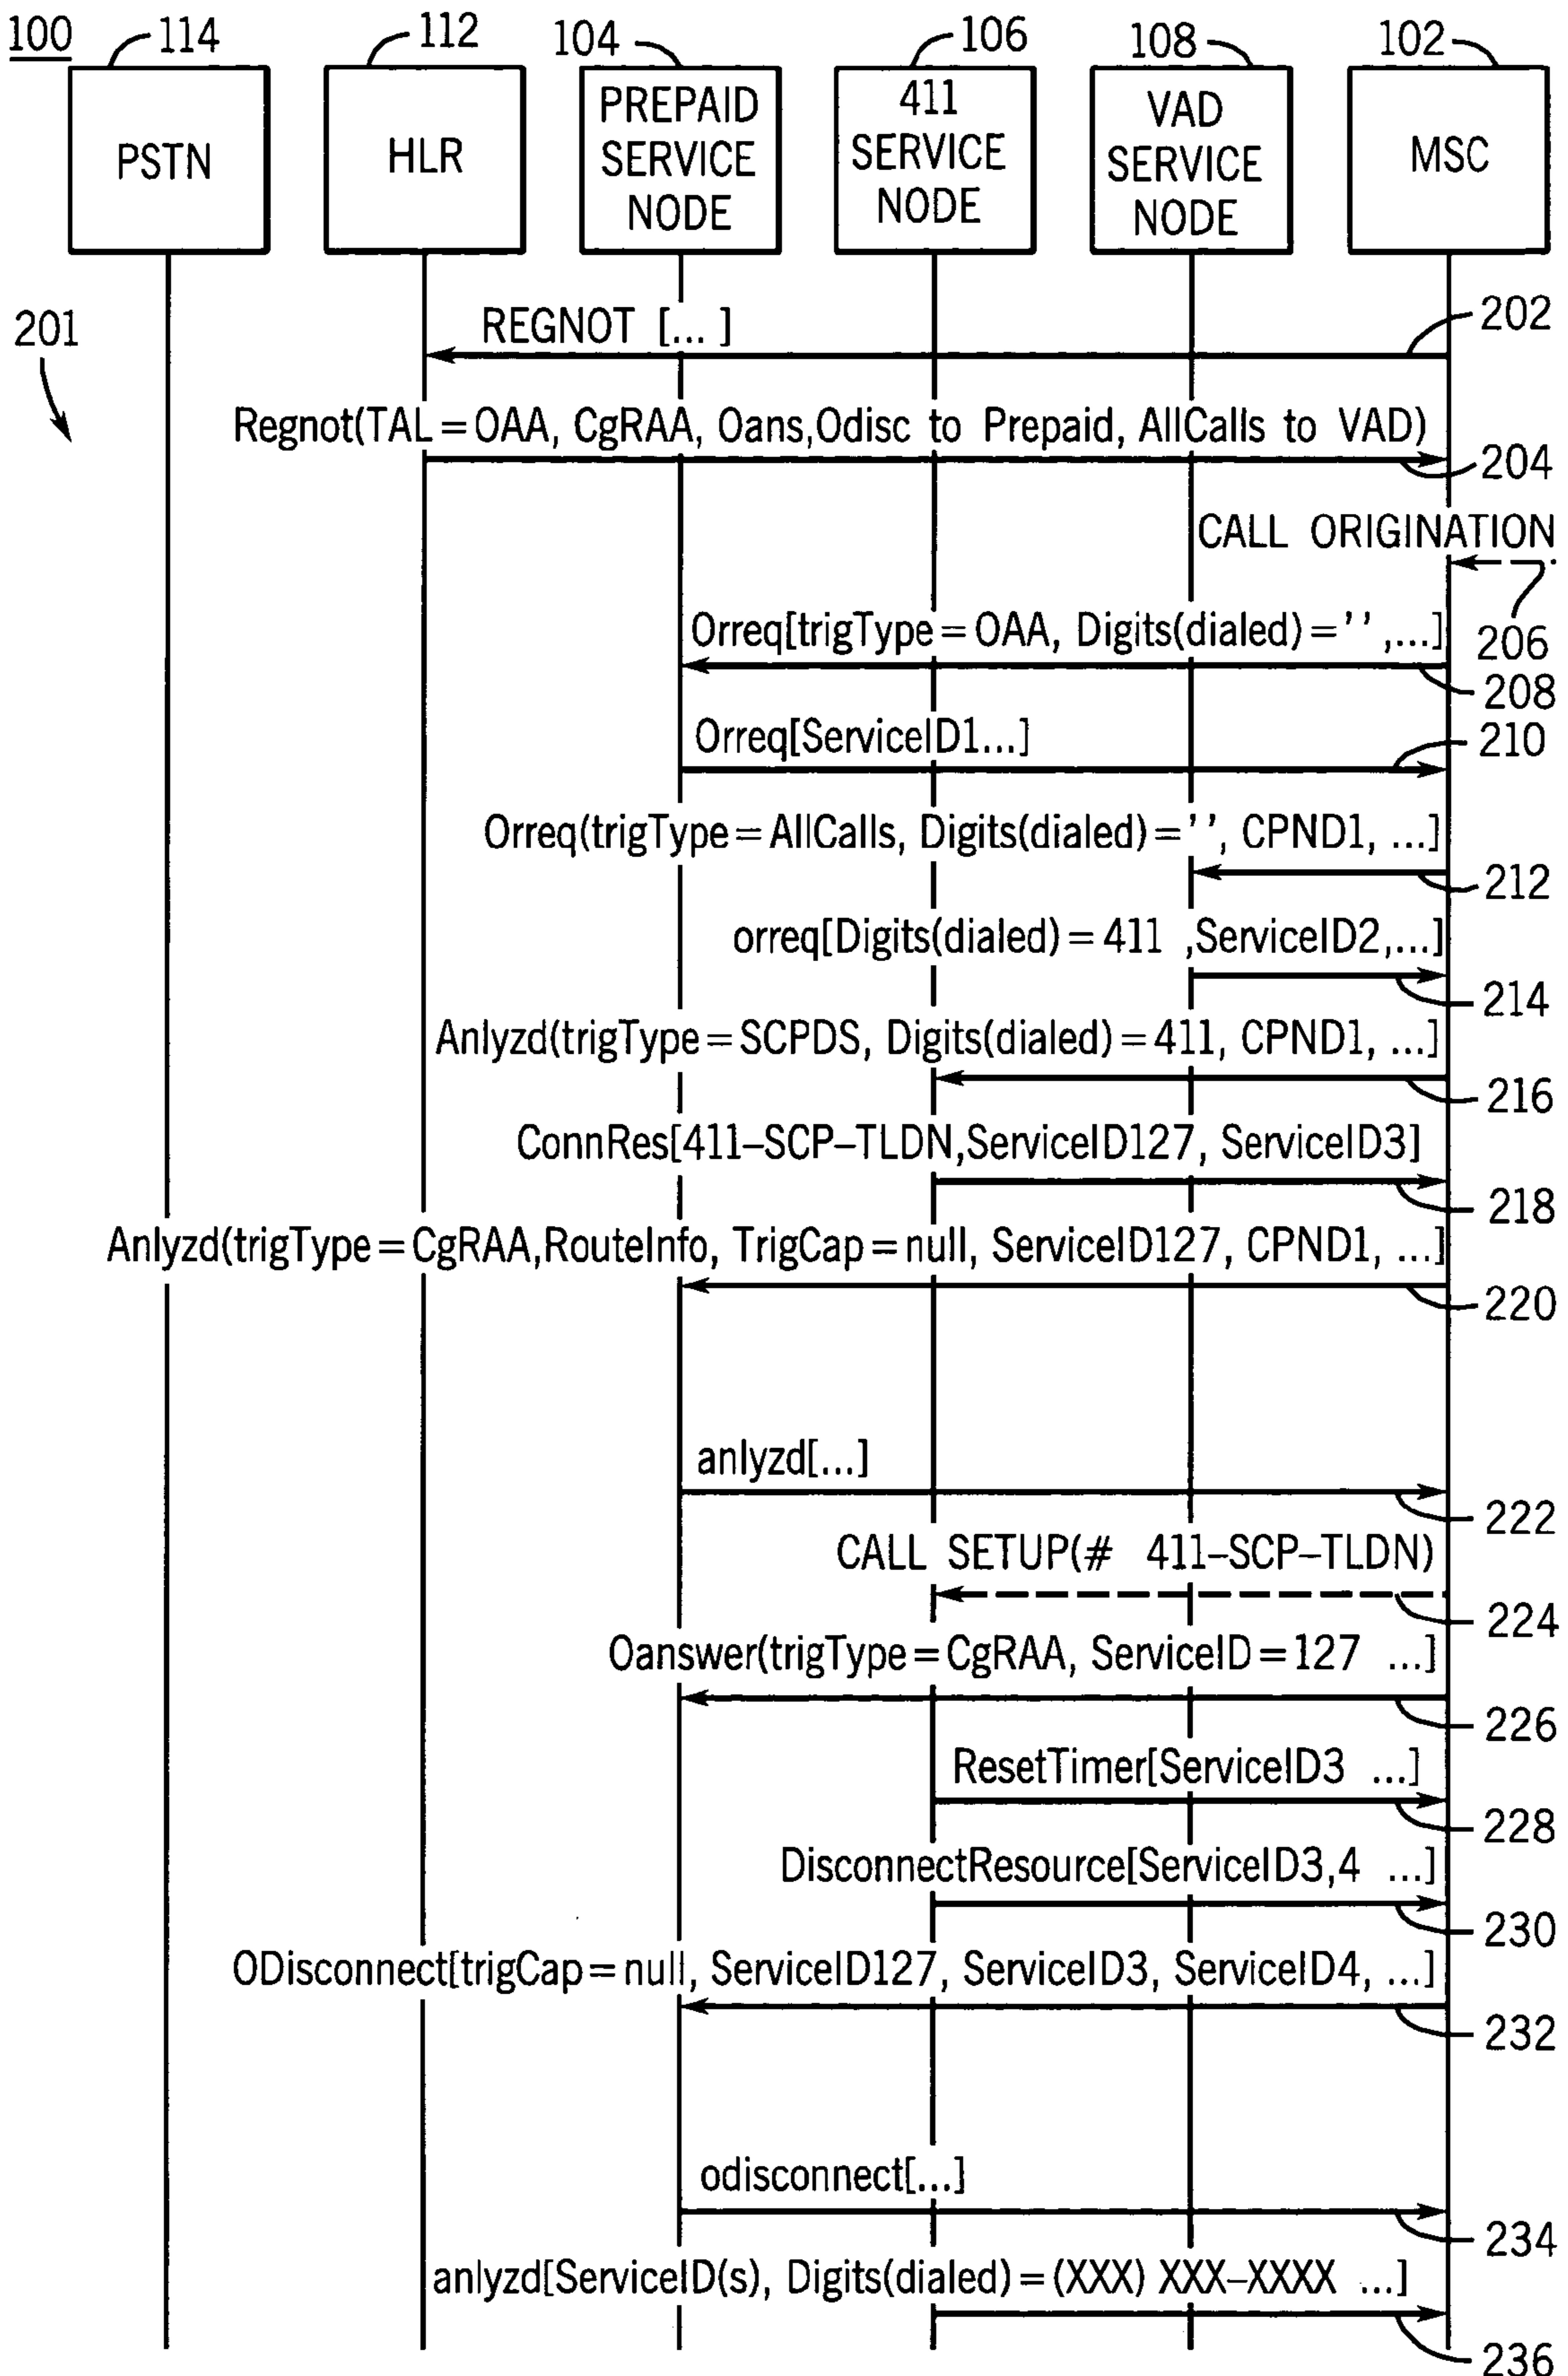 100
114
112
104
106
108
102
PSTN
HLR
PREPAID
SERVICE
NODE
411
SERVICE
NODE
VAD
SERVICE
NODE
MSC
201
REGNOT [... ]
202
Regnot(TAL=OAA, CgRAA, Oans,Odisc to Prepaid, AllCalls to VAD)
204
CALL ORIGINATION
206
Orreq[trigType=OAA, Digits(dialed)='' ,...]
208
Orreq[ServiceID1...]
210
Orreq(trigType=AllCalls, Digits(dialed)='', CPND1, ...]
212
orreq[Digits(dialed)=411 ,ServiceID2,...]
214
Anlyzd(trigType=SCPDS, Digits(dialed)=411, CPND1, ...]
216
ConnRes[411-SCP-TLDN,ServiceID127, ServiceID3]
218
Anlyzd(trigType=CgRAA,RouteInfo, TrigCap=null, ServiceID127, CPND1, ...]
220
anlyzd[...]
222
CALL SETUP(# 411-SCP-TLDN)
224
Oanswer(trigType=CgRAA, ServiceID=127 ...]
226
ResetTimer[ServiceID3 ...]
228
DisconnectResource[ServiceID3,4 ...]
230
ODisconnect[trigCap=null, ServiceID127, ServiceID3, ServiceID4, ...]
232
odisconnect[...]
234
anlyzd[ServiceID(s), Digits(dialed)=(XXX) XXX-XXXX ...]
236